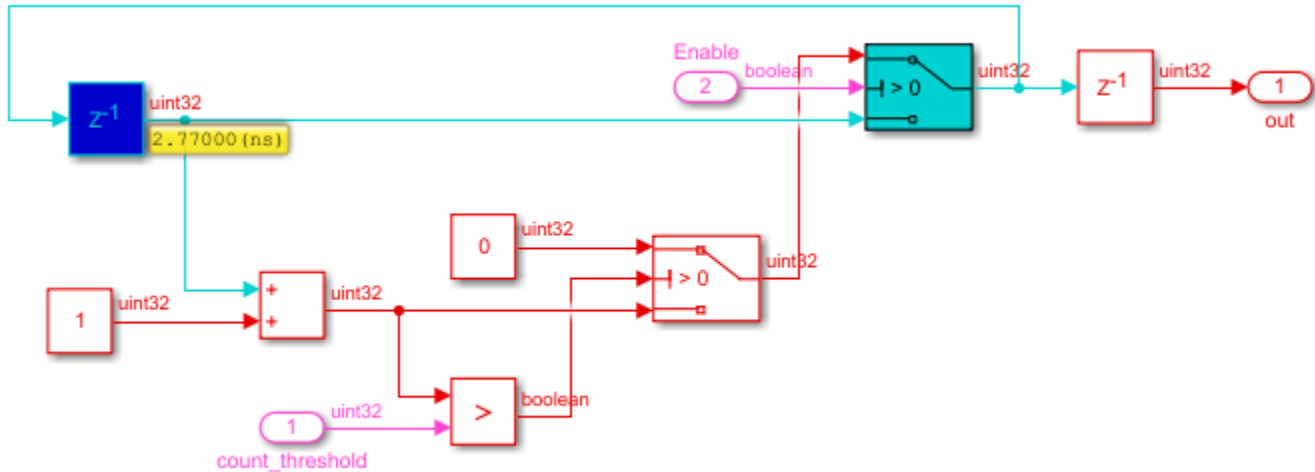 Enable
2
boolean
> 0
uint32
z-1
uint32
1
out
z-1
uint32
2.77000(ns)
0
uint32
> 0
uint32
1
uint32
+
+
uint32
>
boolean
1
uint32
count_threshold